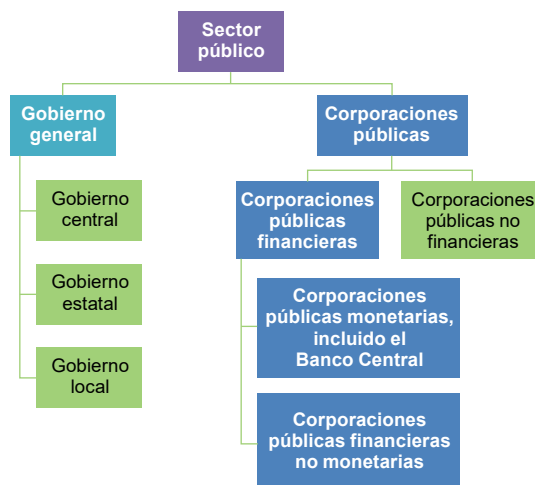 Sector
público
Gobierno
general
Corporaciones
públicas
Gobierno
central
Corporaciones
públicas
financieras
Corporaciones
públicas no
financieras
Gobierno
estatal
Corporaciones
públicas monetarias,
incluido el
Banco Central
Gobierno
local
Corporaciones
públicas financieras
no monetarias